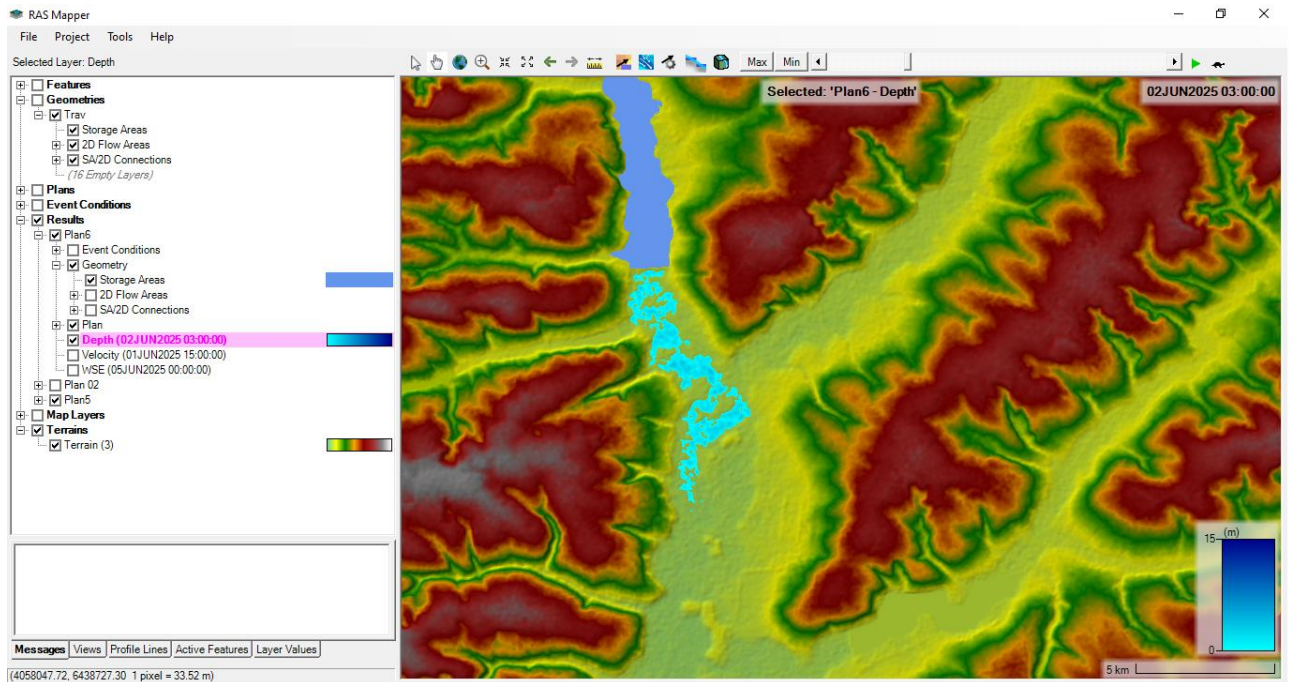 RAS Mapper
File Project Tools Help
Selected Layer: Depth
Max Min
Features
Geometries
Trav
Storage Areas
2D Flow Areas
SA/2D Connections
(16 Empty Layers)
Plans
Event Conditions
Results
Plan6
Event Conditions
Geometry
Storage Areas
2D Flow Areas
SA/2D Connections
Plan
Depth (02JUN2025 03:00:00)
Velocity (01JUN2025 15:00:00)
WSE (05JUN2025 00:00:00)
Plan 02
Plan5
Map Layers
Terrains
Terrain (3)
Selected: 'Plan6 - Depth'
02JUN2025 03:00:00
(m)
15
0
5 km
Messages Views Profile Lines Active Features Layer Values
(4058047.72, 6438727.30 1 pixel = 33.52 m)